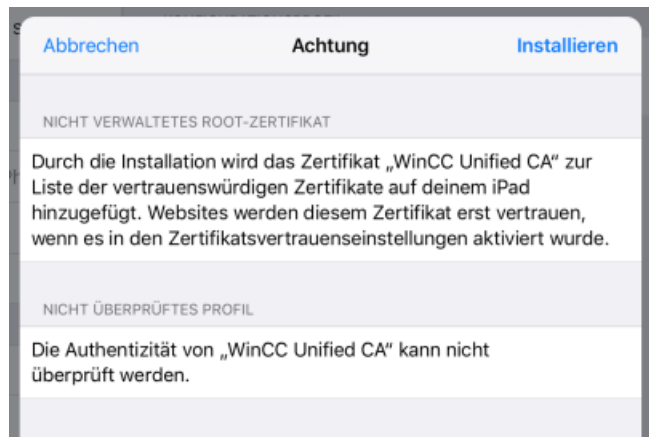 Abbrechen Achtung Installieren
NICHT VERWALTETES ROOT-ZERTIFIKAT
Durch die Installation wird das Zertifikat „WinCC Unified CA“ zur
Liste der vertrauenswürdigen Zertifikate auf deinem iPad
hinzugefügt. Websites werden diesem Zertifikat erst vertrauen,
wenn es in den Zertifikatsvertrauenseinstellungen aktiviert wurde.
NICHT ÜBERPRÜFTES PROFIL
Die Authentizität von „WinCC Unified CA“ kann nicht
überprüft werden.